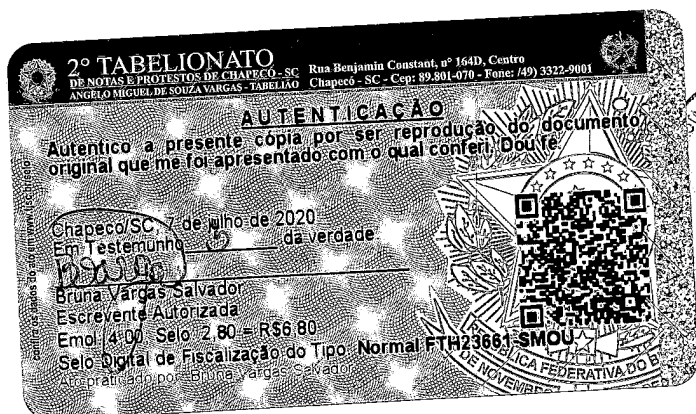 2º TABELIONATO
DE NOTAS E PROTESTOS DE CHAPECÓ - SC
ANGELO MIGUEL DE SOUZA VARGAS - TABELIÃO
Rua Benjamin Constant, nº 164D, Centro
Chapecó - SC - Cep: 89.801-070 - Fone: /49) 3322-9001
AUTENTICAÇÃO
Autentico a presente cópia por ser reprodução do documento
original que me foi apresentado com o qual conferi. Dou fé.
Chapecó/SC, 7 de julho de 2020
Em Testemunho da verdade
Bruna Vargas Salvador
Escrevente Autorizada
Emol 4,00 Selo 2,80 = R$6,80
Selo Digital de Fiscalização do Tipo Normal FTH23661-SMOU
Ato praticado por: Bruna Vargas Salvador
REPÚBLICA FEDERATIVA DO B
DE NOVEMBRO